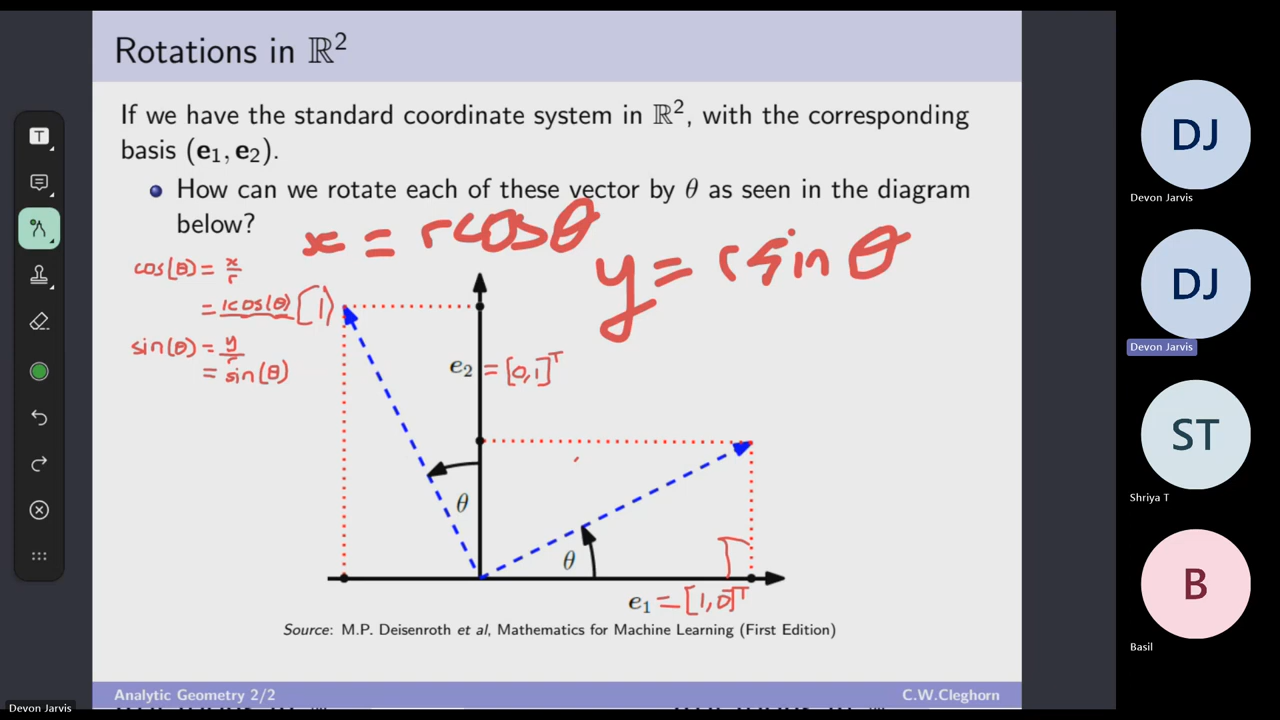 Rotations in ℝ²
If we have the standard coordinate system in ℝ², with the corresponding
basis (e₁, e₂).
How can we rotate each of these vector by θ as seen in the diagram
below?
x = rcosθ
y = rsinθ
cos(θ) = x/r
= 1cos(θ) [1]
sin(θ) = y/r
= sin(θ)
e₂ = [0,1]ᵀ
θ
θ
e₁ = [1,0]ᵀ
Source: M.P. Deisenroth et al, Mathematics for Machine Learning (First Edition)
Analytic Geometry 2/2
C.W.Cleghorn
Devon Jarvis
T
DJ
Devon Jarvis
DJ
Devon Jarvis
ST
Shriya T
B
Basil